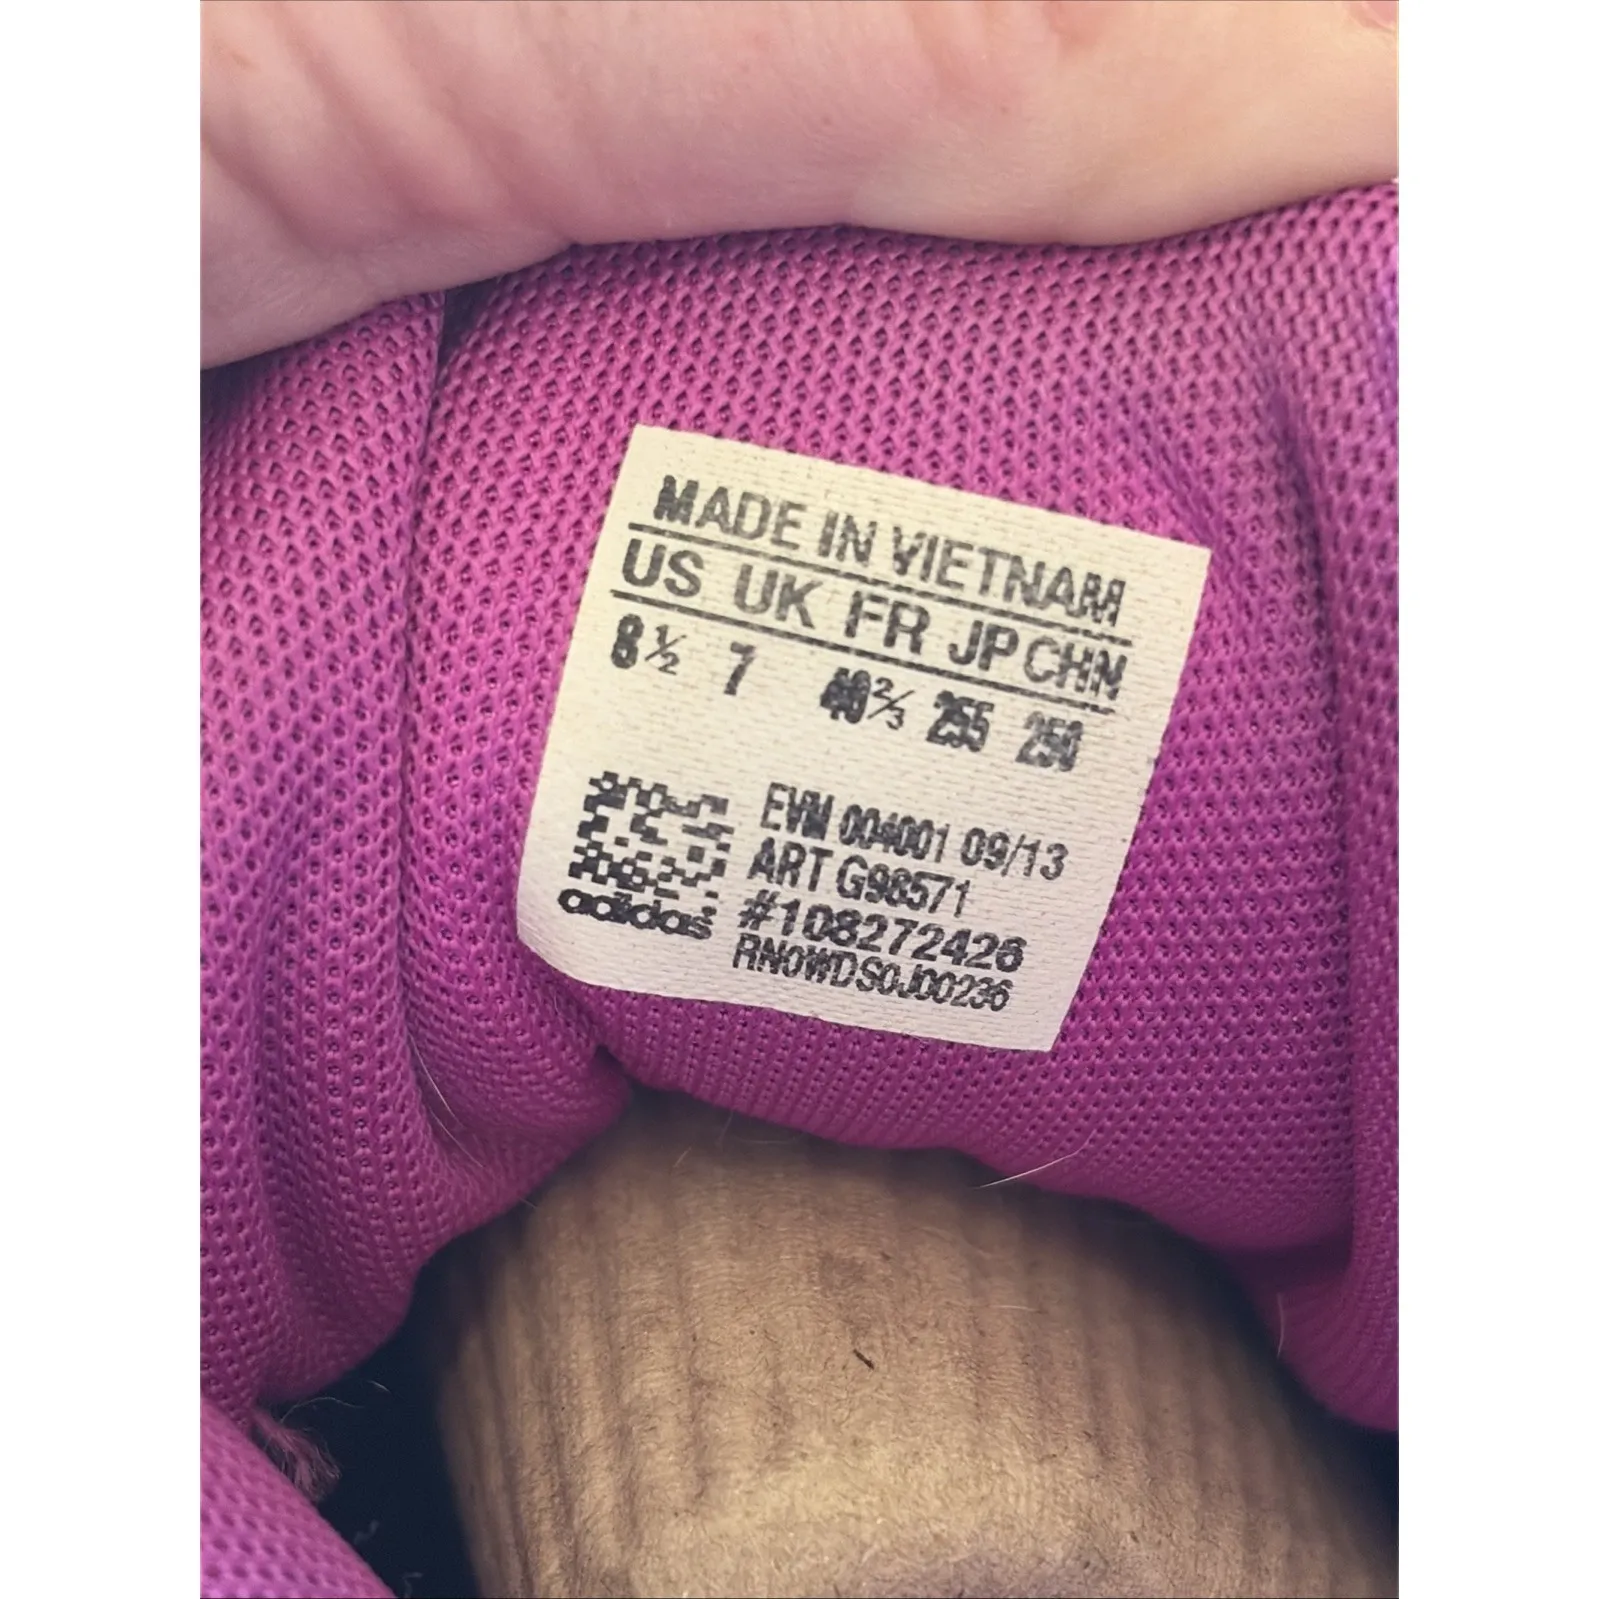 MADE IN VIETNAM
US UK FR JP CHN
8½ 7 40⅔ 255 250
EVN 004001 09/13
ART G98571
#108272426
RN0WDS0J00236
adidas